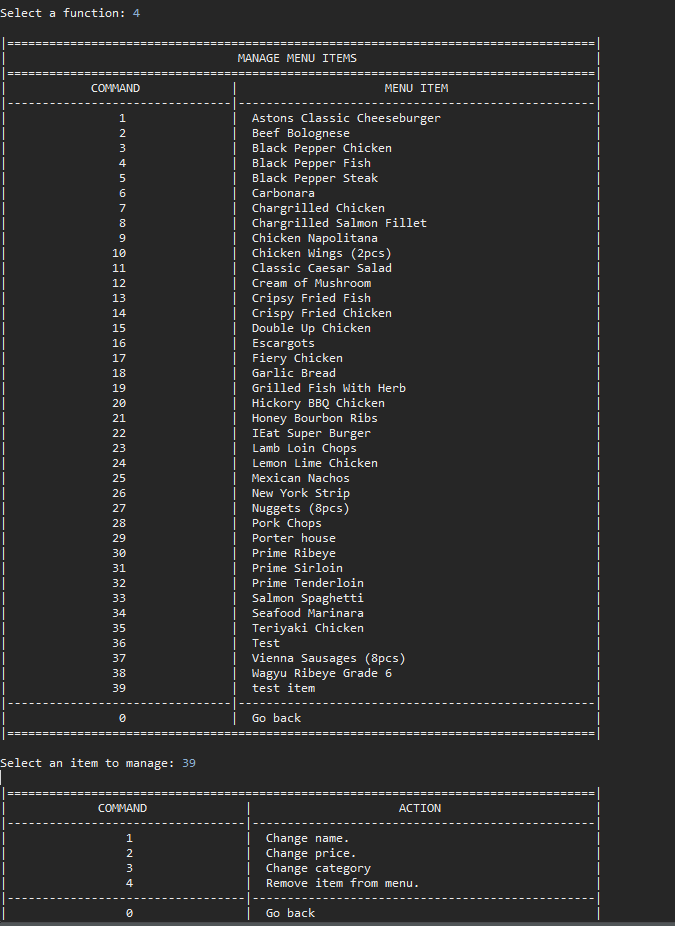 Select a function: 4
|====================================================================================|
| MANAGE MENU ITEMS |
|====================================================================================|
| COMMAND | MENU ITEM |
|--------------------------------|---------------------------------------------------|
| 1 | Astons Classic Cheeseburger |
| 2 | Beef Bolognese |
| 3 | Black Pepper Chicken |
| 4 | Black Pepper Fish |
| 5 | Black Pepper Steak |
| 6 | Carbonara |
| 7 | Chargrilled Chicken |
| 8 | Chargrilled Salmon Fillet |
| 9 | Chicken Napolitana |
| 10 | Chicken Wings (2pcs) |
| 11 | Classic Caesar Salad |
| 12 | Cream of Mushroom |
| 13 | Cripsy Fried Fish |
| 14 | Crispy Fried Chicken |
| 15 | Double Up Chicken |
| 16 | Escargots |
| 17 | Fiery Chicken |
| 18 | Garlic Bread |
| 19 | Grilled Fish With Herb |
| 20 | Hickory BBQ Chicken |
| 21 | Honey Bourbon Ribs |
| 22 | IEat Super Burger |
| 23 | Lamb Loin Chops |
| 24 | Lemon Lime Chicken |
| 25 | Mexican Nachos |
| 26 | New York Strip |
| 27 | Nuggets (8pcs) |
| 28 | Pork Chops |
| 29 | Porter house |
| 30 | Prime Ribeye |
| 31 | Prime Sirloin |
| 32 | Prime Tenderloin |
| 33 | Salmon Spaghetti |
| 34 | Seafood Marinara |
| 35 | Teriyaki Chicken |
| 36 | Test |
| 37 | Vienna Sausages (8pcs) |
| 38 | Wagyu Ribeye Grade 6 |
| 39 | test item |
|--------------------------------|---------------------------------------------------|
| 0 | Go back |
|====================================================================================|
Select an item to manage: 39
|====================================================================================|
| COMMAND | ACTION |
|----------------------------------|-------------------------------------------------|
| 1 | Change name. |
| 2 | Change price. |
| 3 | Change category |
| 4 | Remove item from menu. |
|----------------------------------|-------------------------------------------------|
| 0 | Go back |